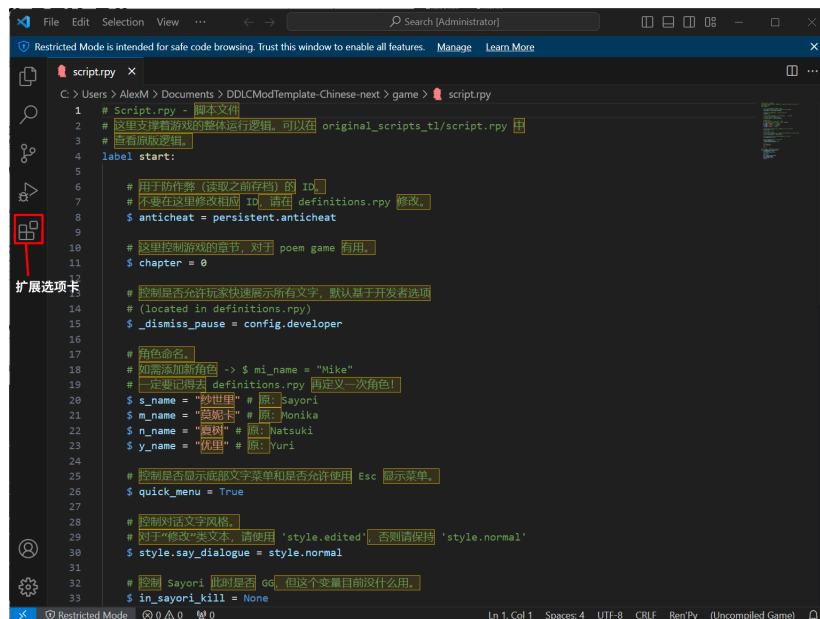 File Edit Selection View ··· Search [Administrator]
Restricted Mode is intended for safe code browsing. Trust this window to enable all features. Manage Learn More
script.rpy
C: > Users > AlexM > Documents > DDLCModTemplate-Chinese-next > game > script.rpy
1 # Script.rpy - 脚本文件
2 # 这里支撑着游戏的整体运行逻辑。可以在 original_scripts_tl/script.rpy 中
3 # 查看原版逻辑。
4 label start:
5
6 # 用于防作弊（读取之前存档）的 ID。
7 # 不要在这里修改相应 ID，请在 definitions.rpy 修改。
8 $ anticheat = persistent.anticheat
9
10 # 这里控制游戏的章节，对于 poem game 有用。
11 $ chapter = 0
12
扩展选项卡
13 # 控制是否允许玩家快速展示所有文字，默认基于开发者选项
14 # (located in definitions.rpy)
15 $ _dismiss_pause = config.developer
16
17 # 角色命名。
18 # 如需添加新角色 -> $ mi_name = "Mike"
19 # 一定要记得去 definitions.rpy 再定义一次角色！
20 $ s_name = "纱世里" # 原：Sayori
21 $ m_name = "莫妮卡" # 原：Monika
22 $ n_name = "夏树" # 原：Natsuki
23 $ y_name = "优里" # 原：Yuri
24
25 # 控制是否显示底部文字菜单和是否允许使用 Esc 显示菜单。
26 $ quick_menu = True
27
28 # 控制对话文字风格。
29 # 对于“修改”类文本，请使用 'style.edited'，否则请保持 'style.normal'
30 $ style.say_dialogue = style.normal
31
32 # 控制 Sayori 此时是否 GG，但这个变量目前没什么用。
33 $ in_sayori_kill = None
Restricted Mode 0 0 0 Ln 1, Col 1 Spaces: 4 UTF-8 CRLF Ren'Py (Uncompiled Game)